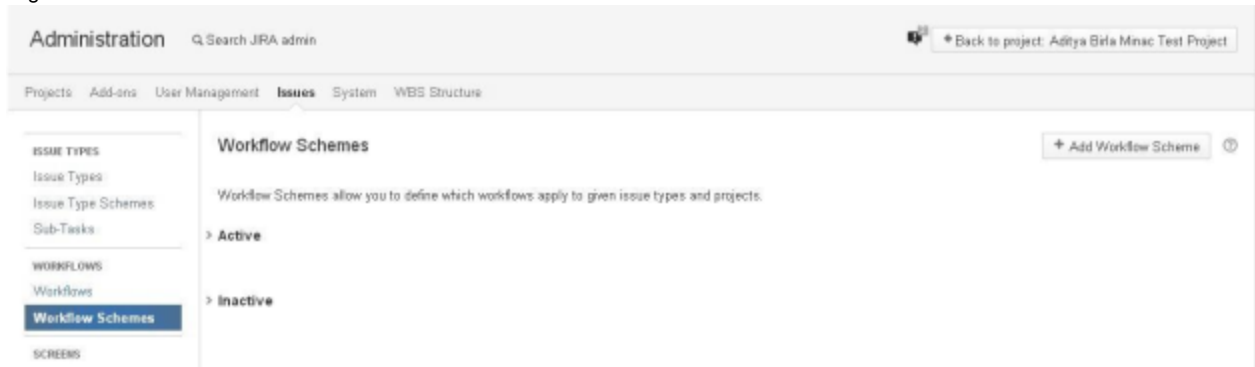 Administration Search JIRA admin Back to project: Aditya Birla Minac Test Project
Projects Add-ons User Management Issues System WBS Structure
ISSUE TYPES
Issue Types
Issue Type Schemes
Sub-Tasks
WORKFLOWS
Workflows
Workflow Schemes
SCREENS
Workflow Schemes + Add Workflow Scheme ?
Workflow Schemes allow you to define which workflows apply to given issue types and projects.
> Active
> Inactive